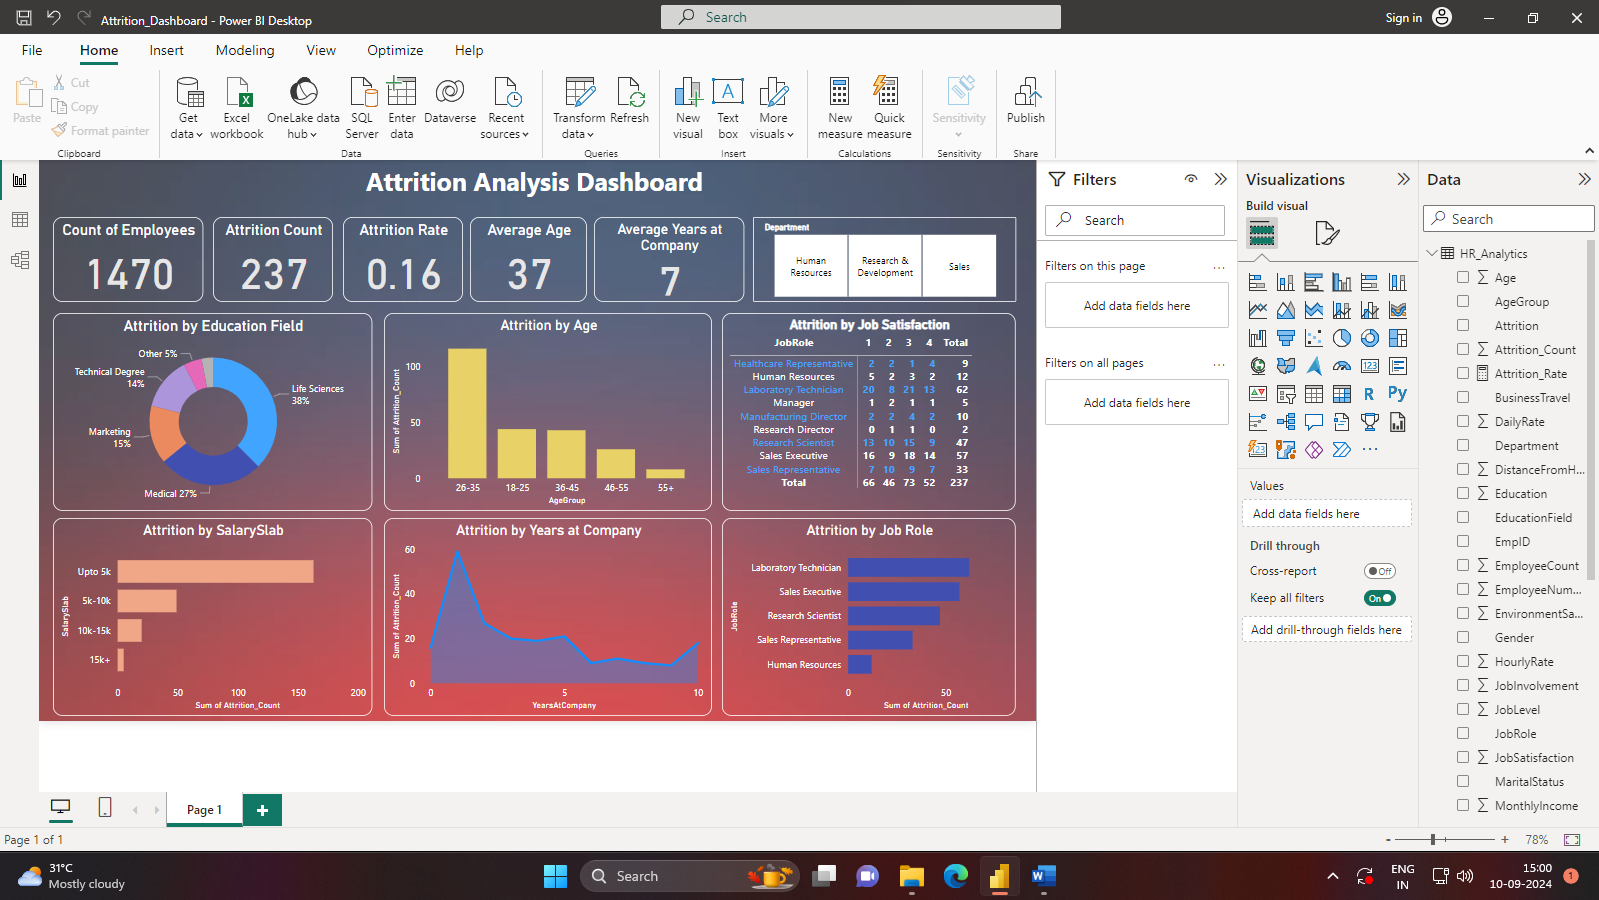 Attrition_Dashboard - Power BI Desktop
Search
Sign in
File Home Insert Modeling View Optimize Help
Paste
Cut
Copy
Format painter
Clipboard
Get data
Excel workbook
OneLake data hub
SQL Server
Enter data
Dataverse
Recent sources
Data
Transform data
Refresh
Queries
New visual
Text box
More visuals
Insert
New measure
Quick measure
Calculations
Sensitivity
Sensitivity
Publish
Share
Attrition Analysis Dashboard
Count of Employees
1470
Attrition Count
237
Attrition Rate
0.16
Average Age
37
Average Years at Company
7
Department
Human Resources
Research & Development
Sales
Attrition by Education Field
Other 5%
Technical Degree 14%
Life Sciences 38%
Marketing 15%
Medical 27%
Attrition by Age
Sum of Attrition_Count
100
50
0
26-35 18-25 36-45 46-55 55+
AgeGroup
Attrition by Job Satisfaction
JobRole 1 2 3 4 Total
Healthcare Representative 2 2 1 4 9
Human Resources 5 2 3 2 12
Laboratory Technician 20 8 21 13 62
Manager 1 2 1 1 5
Manufacturing Director 2 2 4 2 10
Research Director 0 1 1 0 2
Research Scientist 13 10 15 9 47
Sales Executive 16 9 18 14 57
Sales Representative 7 10 9 7 33
Total 66 46 73 52 237
Attrition by SalarySlab
SalarySlab
Upto 5k
5k-10k
10k-15k
15k+
0 50 100 150 200
Sum of Attrition_Count
Attrition by Years at Company
Sum of Attrition_Count
60
40
20
0
0 5 10
YearsAtCompany
Attrition by Job Role
JobRole
Laboratory Technician
Sales Executive
Research Scientist
Sales Representative
Human Resources
0 50
Sum of Attrition_Count
Filters
Search
Filters on this page ...
Add data fields here
Filters on all pages ...
Add data fields here
Visualizations
Build visual
123
R
Py
123
...
Values
Add data fields here
Drill through
Cross-report
Off
Keep all filters
On
Add drill-through fields here
Data
Search
HR_Analytics
Age
AgeGroup
Attrition
Attrition_Count
Attrition_Rate
BusinessTravel
DailyRate
Department
DistanceFromH...
Education
EducationField
EmpID
EmployeeCount
EmployeeNum...
EnvironmentSa...
Gender
HourlyRate
JobInvolvement
JobLevel
JobRole
JobSatisfaction
MaritalStatus
MonthlyIncome
Page 1
+
Page 1 of 1
- + 78%
31°C
Mostly cloudy
Search
ENG
IN
15:00
10-09-2024
1